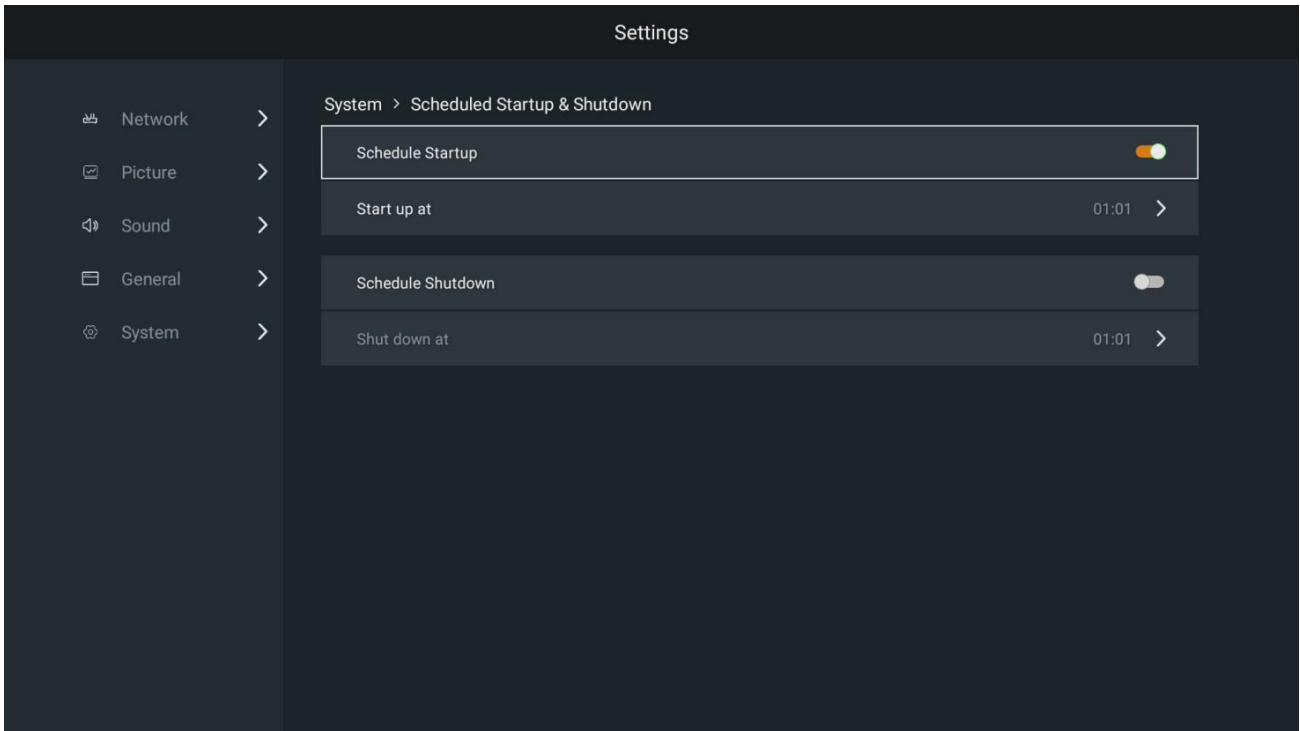 Settings
Network
Picture
Sound
General
System
System > Scheduled Startup & Shutdown
Schedule Startup
Start up at 01:01
Schedule Shutdown
Shut down at 01:01